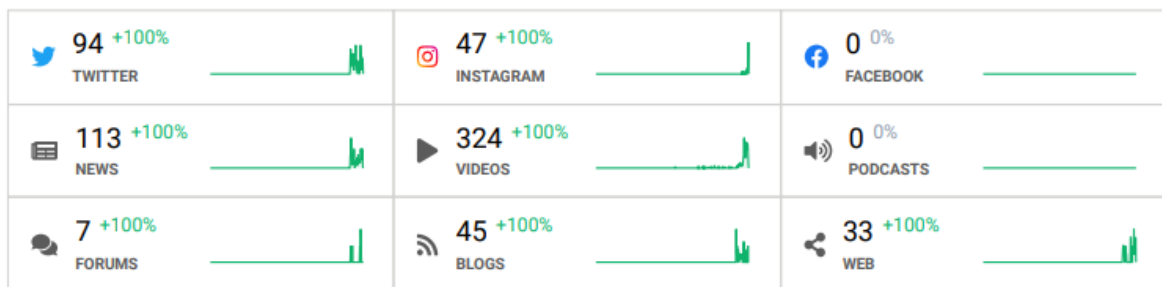 94 +100%
TWITTER
47 +100%
INSTAGRAM
0 0%
FACEBOOK
113 +100%
NEWS
324 +100%
VIDEOS
0 0%
PODCASTS
7 +100%
FORUMS
45 +100%
BLOGS
33 +100%
WEB